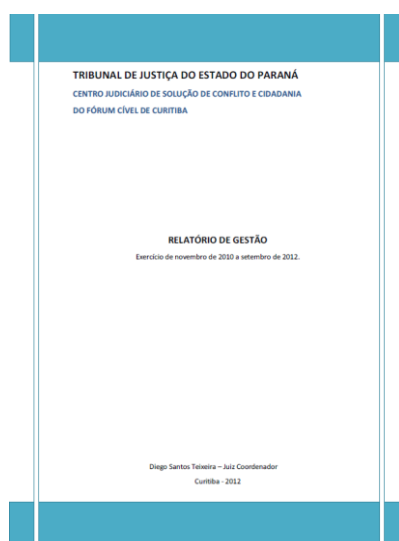 TRIBUNAL DE JUSTIÇA DO ESTADO DO PARANÁ
CENTRO JUDICIÁRIO DE SOLUÇÃO DE CONFLITO E CIDADANIA
DO FÓRUM CÍVEL DE CURITIBA
RELATÓRIO DE GESTÃO
Exercício de novembro de 2010 a setembro de 2012.
Diego Santos Teixeira – Juiz Coordenador
Curitiba - 2012